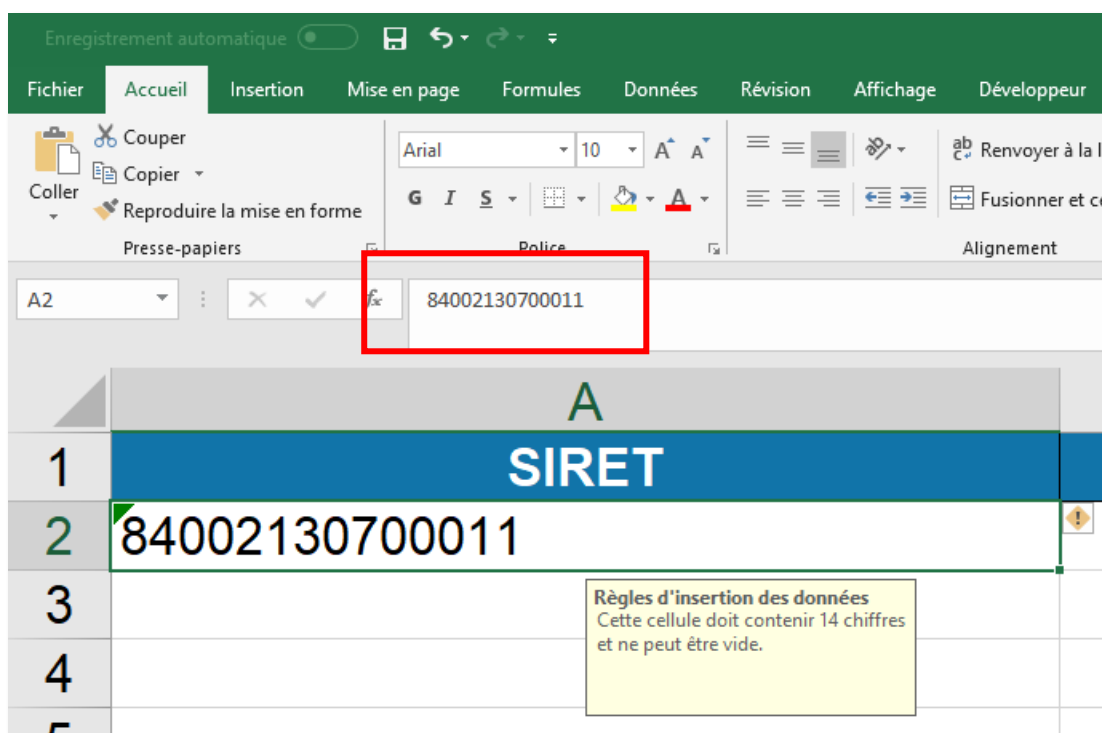 Enregistrement automatique
Fichier Accueil Insertion Mise en page Formules Données Révision Affichage Développeur
Couper
Copier
Coller
Reproduire la mise en forme
Presse-papiers
Arial 10 A A
G I S A
Police
ab Renvoyer à la l
Fusionner et c
Alignement
A2 fx 84002130700011
A
1 SIRET
2 84002130700011
3
4
Règles d'insertion des données
Cette cellule doit contenir 14 chiffres
et ne peut être vide.